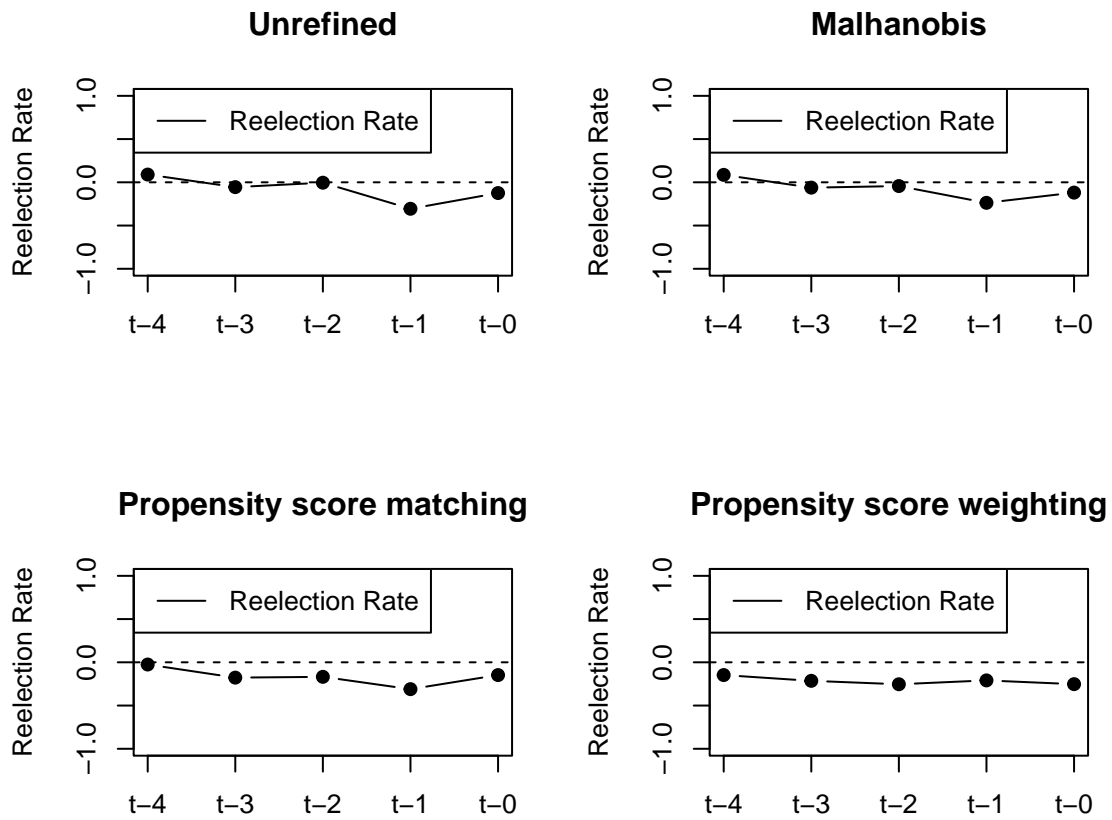 Unrefined
Reelection Rate
1.0
0.0
−1.0
Reelection Rate
t−4 t−3 t−2 t−1 t−0
Malhanobis
Reelection Rate
1.0
0.0
−1.0
Reelection Rate
t−4 t−3 t−2 t−1 t−0
Propensity score matching
Reelection Rate
1.0
0.0
−1.0
Reelection Rate
t−4 t−3 t−2 t−1 t−0
Propensity score weighting
Reelection Rate
1.0
0.0
−1.0
Reelection Rate
t−4 t−3 t−2 t−1 t−0